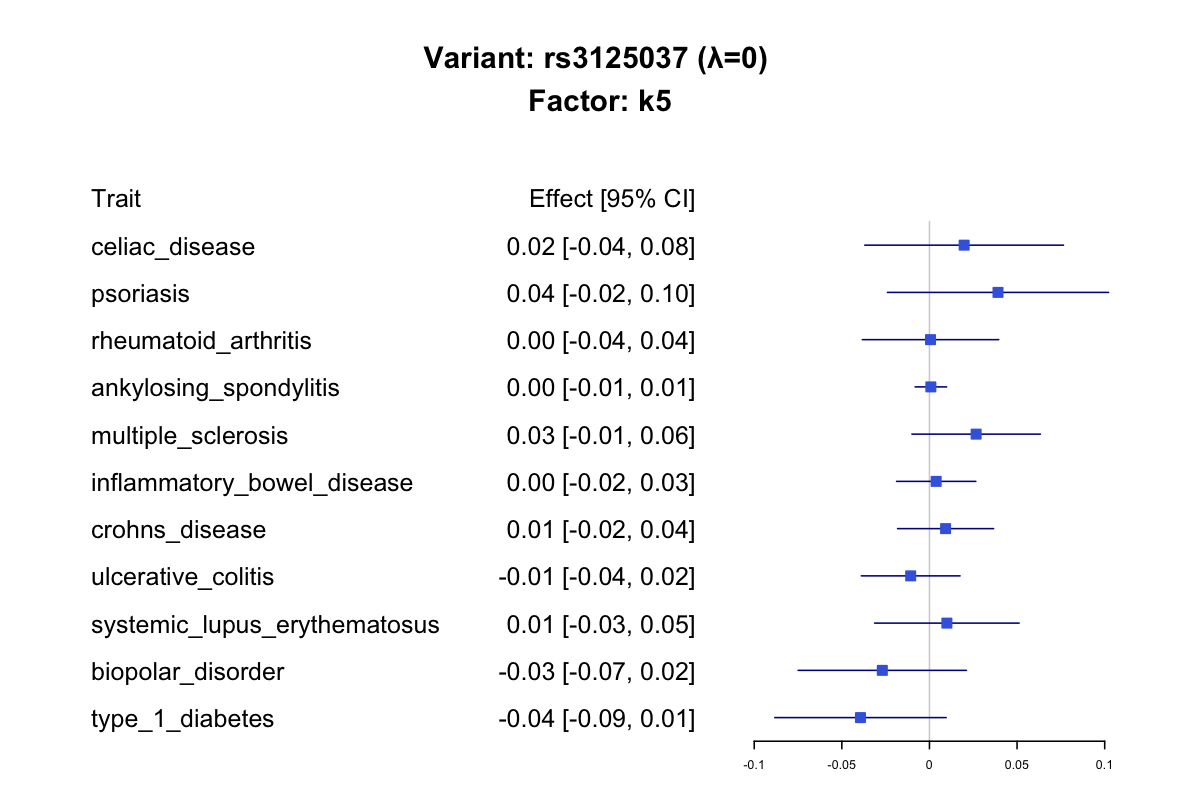 Variant: rs3125037 (λ=0)
Factor: k5
Trait Effect [95% CI]
celiac_disease 0.02 [-0.04, 0.08]
psoriasis 0.04 [-0.02, 0.10]
rheumatoid_arthritis 0.00 [-0.04, 0.04]
ankylosing_spondylitis 0.00 [-0.01, 0.01]
multiple_sclerosis 0.03 [-0.01, 0.06]
inflammatory_bowel_disease 0.00 [-0.02, 0.03]
crohns_disease 0.01 [-0.02, 0.04]
ulcerative_colitis -0.01 [-0.04, 0.02]
systemic_lupus_erythematosus 0.01 [-0.03, 0.05]
biopolar_disorder -0.03 [-0.07, 0.02]
type_1_diabetes -0.04 [-0.09, 0.01]
-0.1 -0.05 0 0.05 0.1